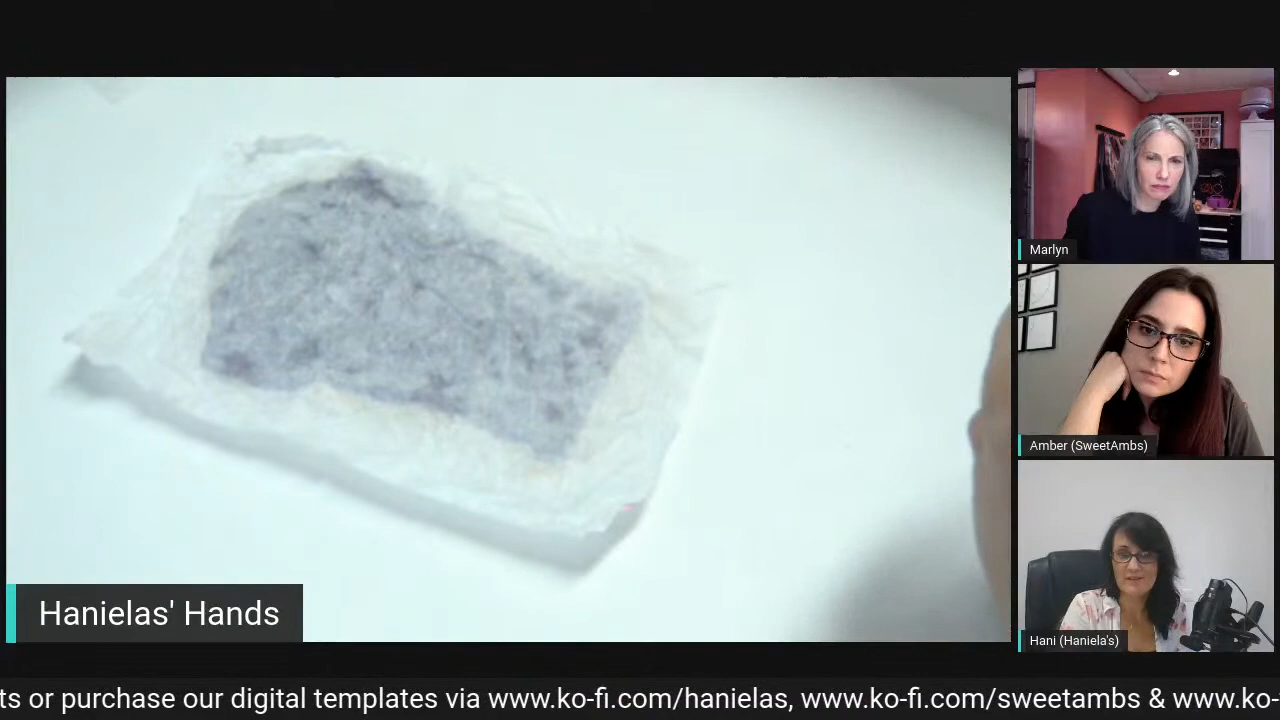 Marlyn
Amber (SweetAmbs)
Hanielas' Hands
Hani (Haniela's)
ts or purchase our digital templates via www.ko-fi.com/hanielas, www.ko-fi.com/sweetambs & www.ko-